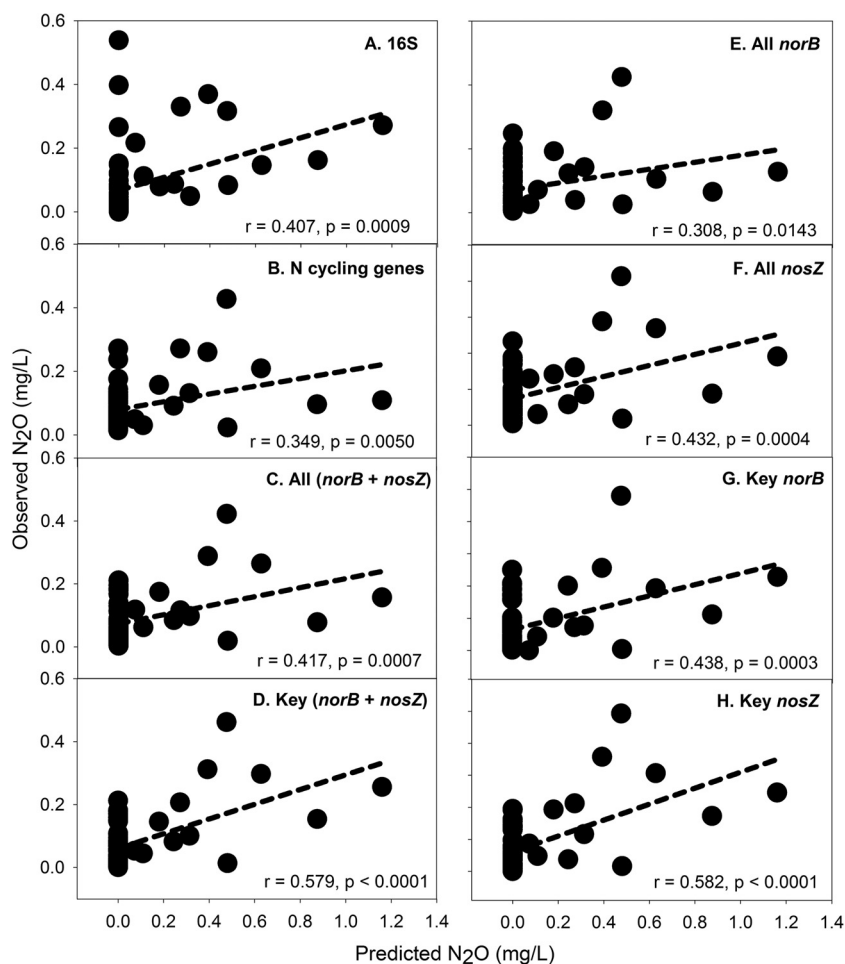 0.6
A. 16S
0.4
0.2
0.0
r = 0.407, p = 0.0009
0.6
B. N cycling genes
0.4
0.2
0.0
r = 0.349, p = 0.0050
0.6
C. All (norB + nosZ)
0.4
0.2
0.0
r = 0.417, p = 0.0007
0.6
D. Key (norB + nosZ)
0.4
0.2
0.0
r = 0.579, p < 0.0001
0.0 0.2 0.4 0.6 0.8 1.0 1.2 1.4
E. All norB
r = 0.308, p = 0.0143
F. All nosZ
r = 0.432, p = 0.0004
G. Key norB
r = 0.438, p = 0.0003
H. Key nosZ
r = 0.582, p < 0.0001
0.0 0.2 0.4 0.6 0.8 1.0 1.2 1.4
Observed N2O (mg/L)
Predicted N2O (mg/L)